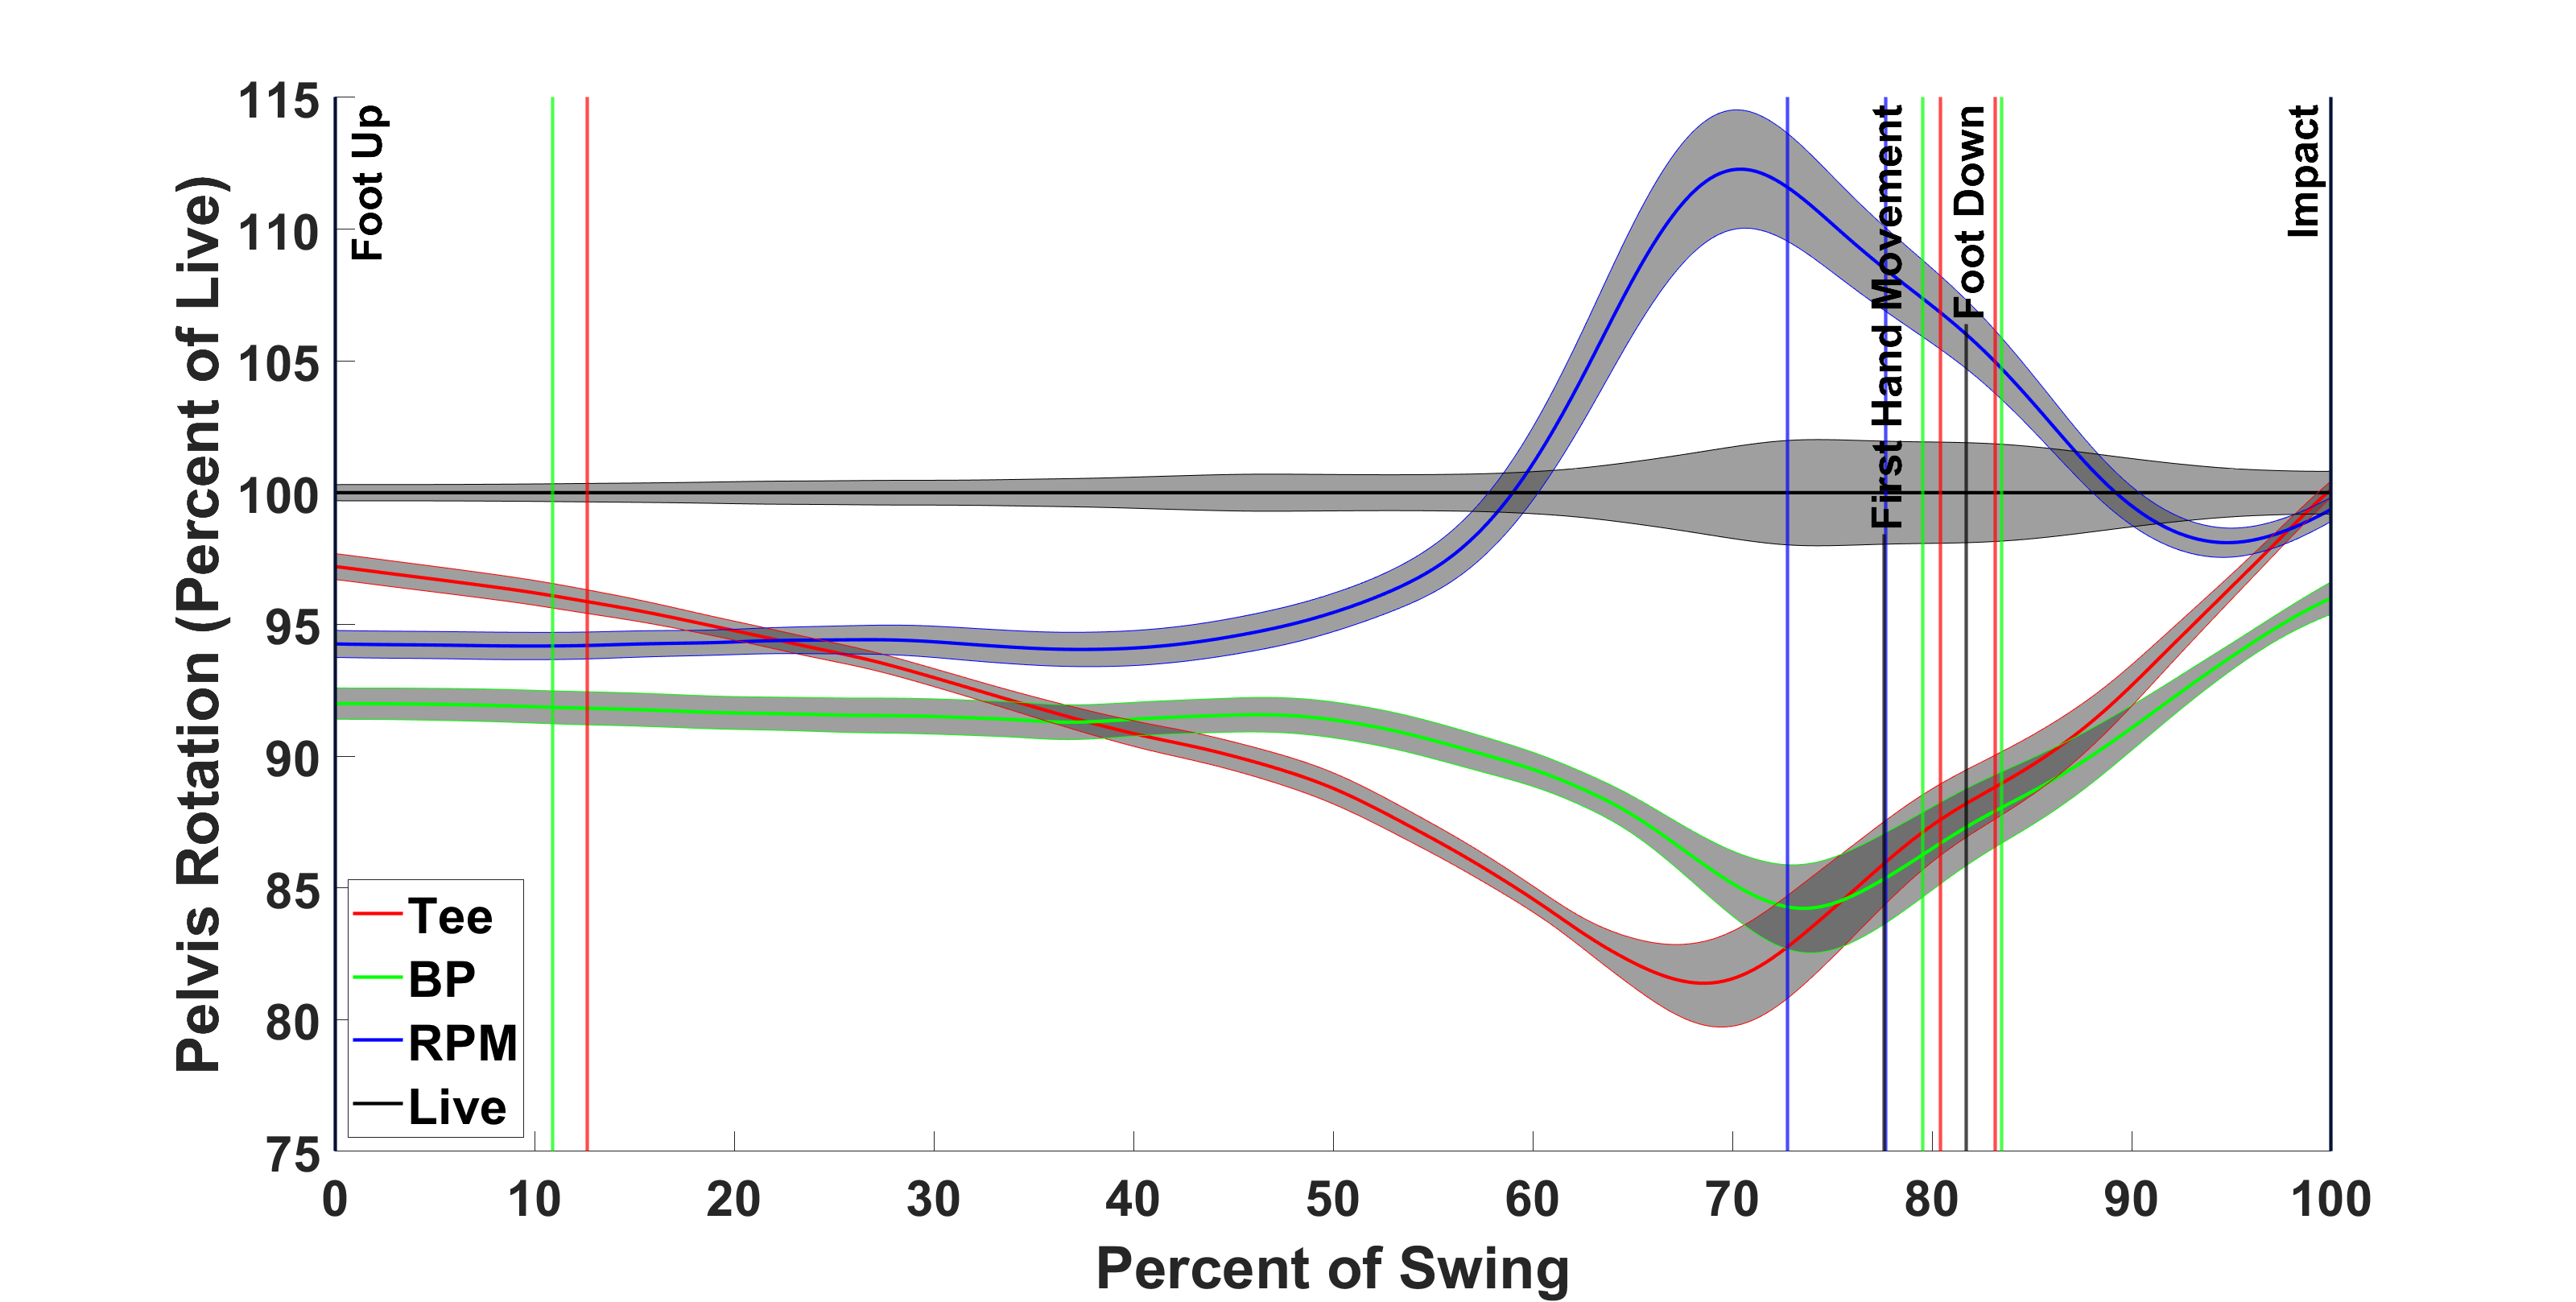 Pelvis Rotation (Percent of Live)
115
110
105
100
95
90
85
80
75
Foot Up
First Hand Movement
Foot Down
Impact
Tee
BP
RPM
Live
0 10 20 30 40 50 60 70 80 90 100
Percent of Swing